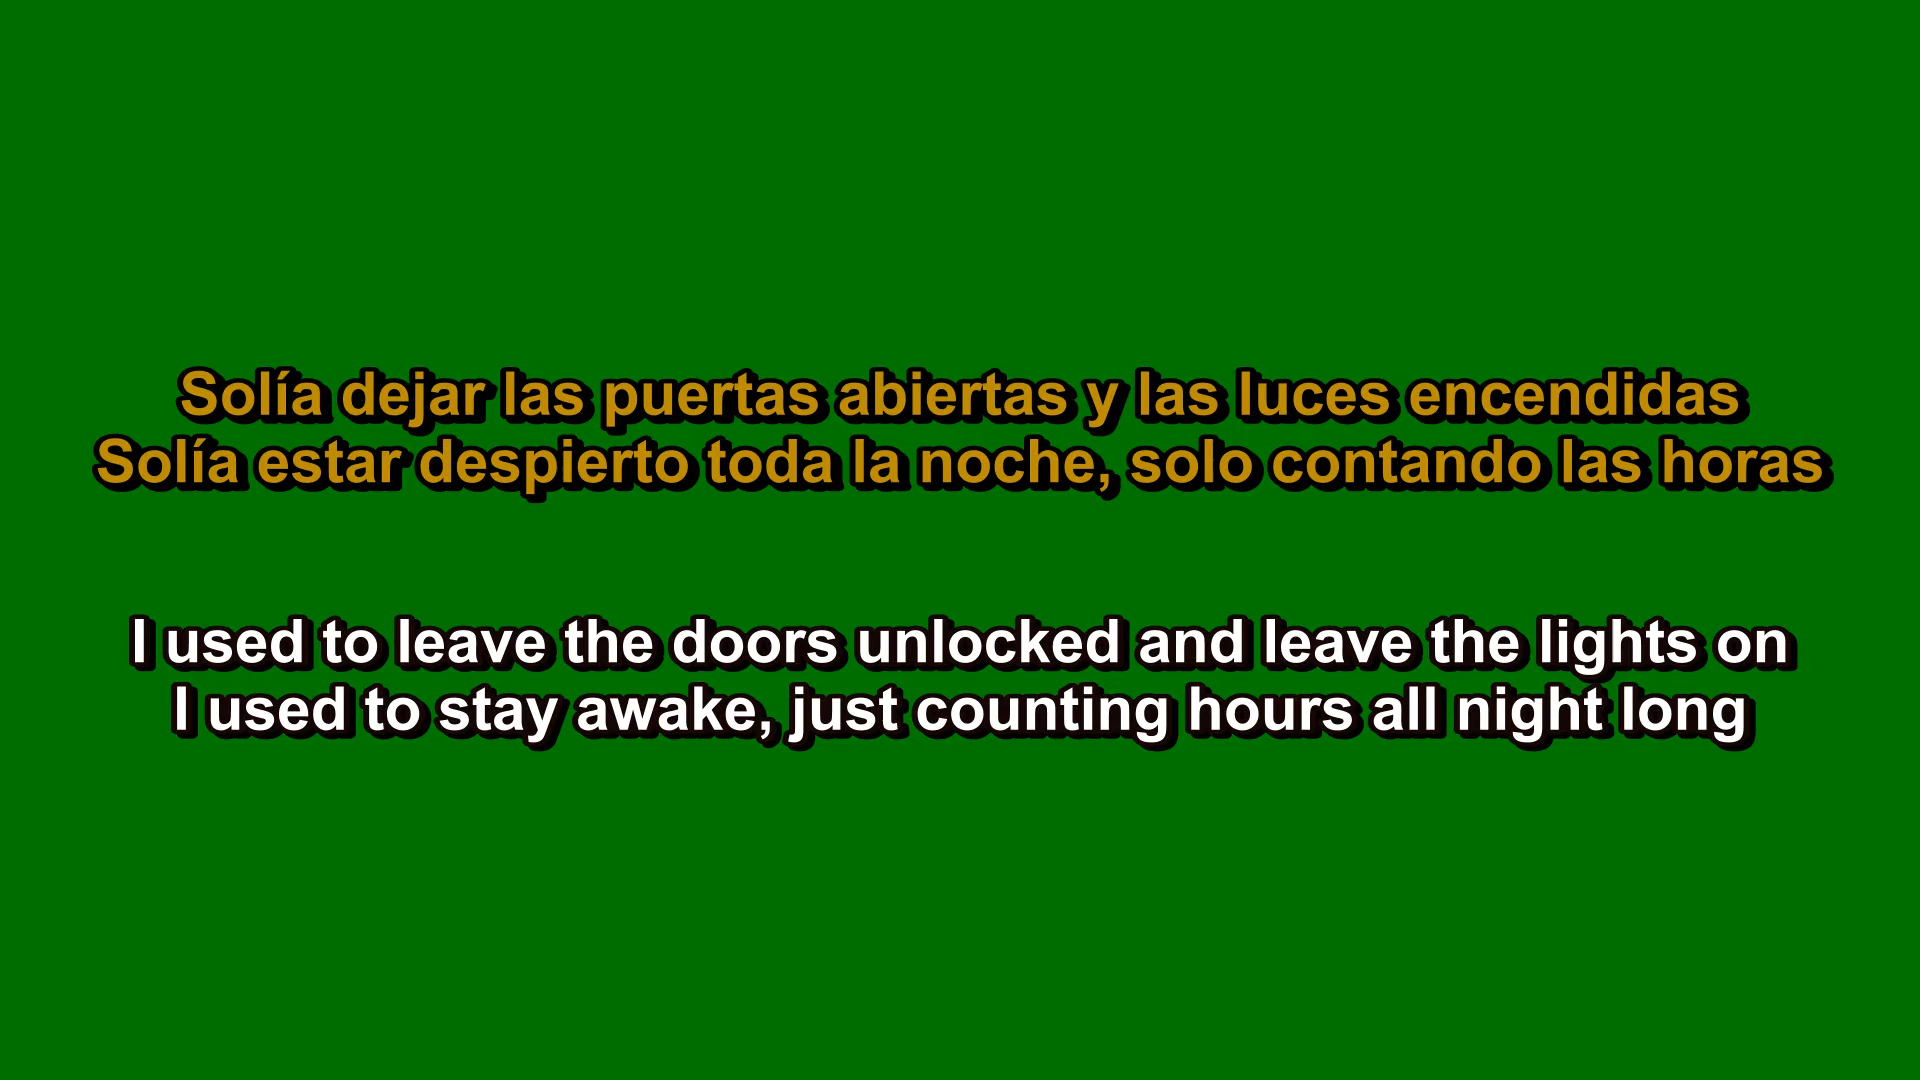 Solía dejar las puertas abiertas y las luces encendidas
Solía estar despierto toda la noche, solo contando las horas
I used to leave the doors unlocked and leave the lights on
I used to stay awake, just counting hours all night long